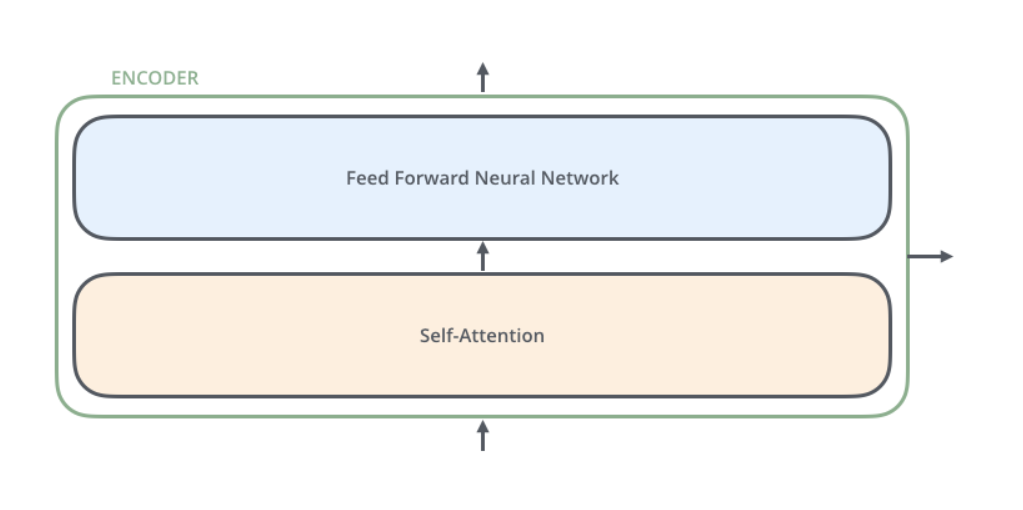 ENCODER
Feed Forward Neural Network
Self-Attention